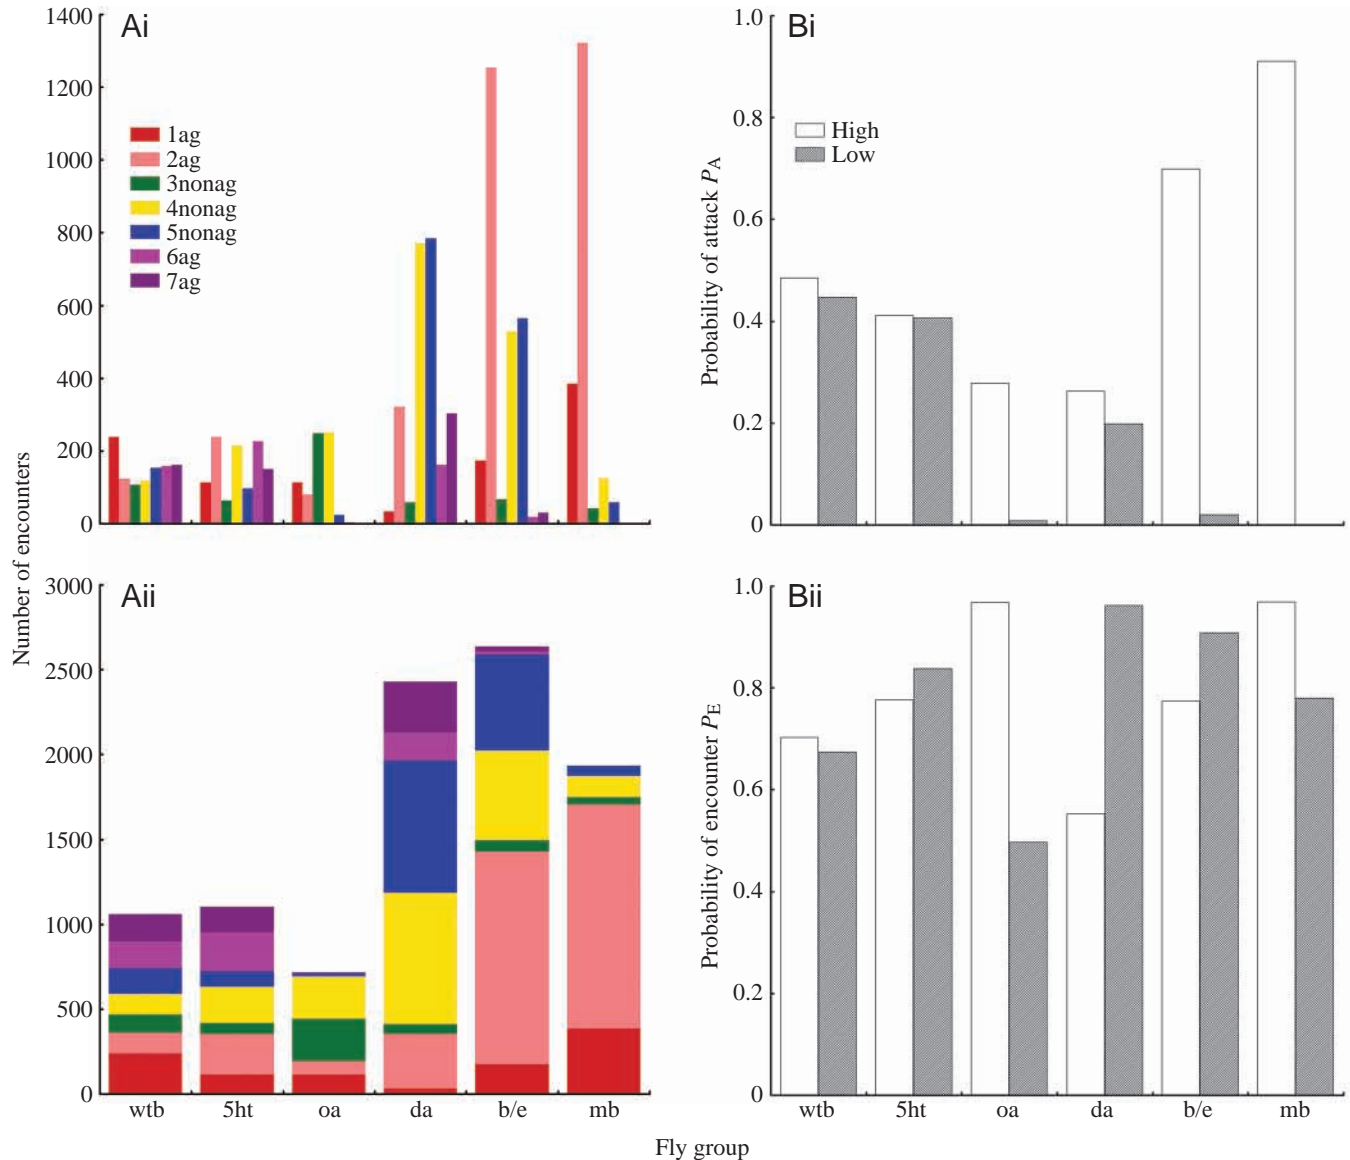 Ai
1400
1200
1000
800
600
400
200
0
1ag
2ag
3nonag
4nonag
5nonag
6ag
7ag
Bi
1.0
0.8
0.6
0.4
0.2
0
High
Low
Probability of attack PA
Number of encounters
Aii
3000
2500
2000
1500
1000
500
0
wtb 5ht oa da b/e mb
Bii
1.0
0.8
0.6
0.4
0.2
0
Probability of encounter PE
wtb 5ht oa da b/e mb
Fly group